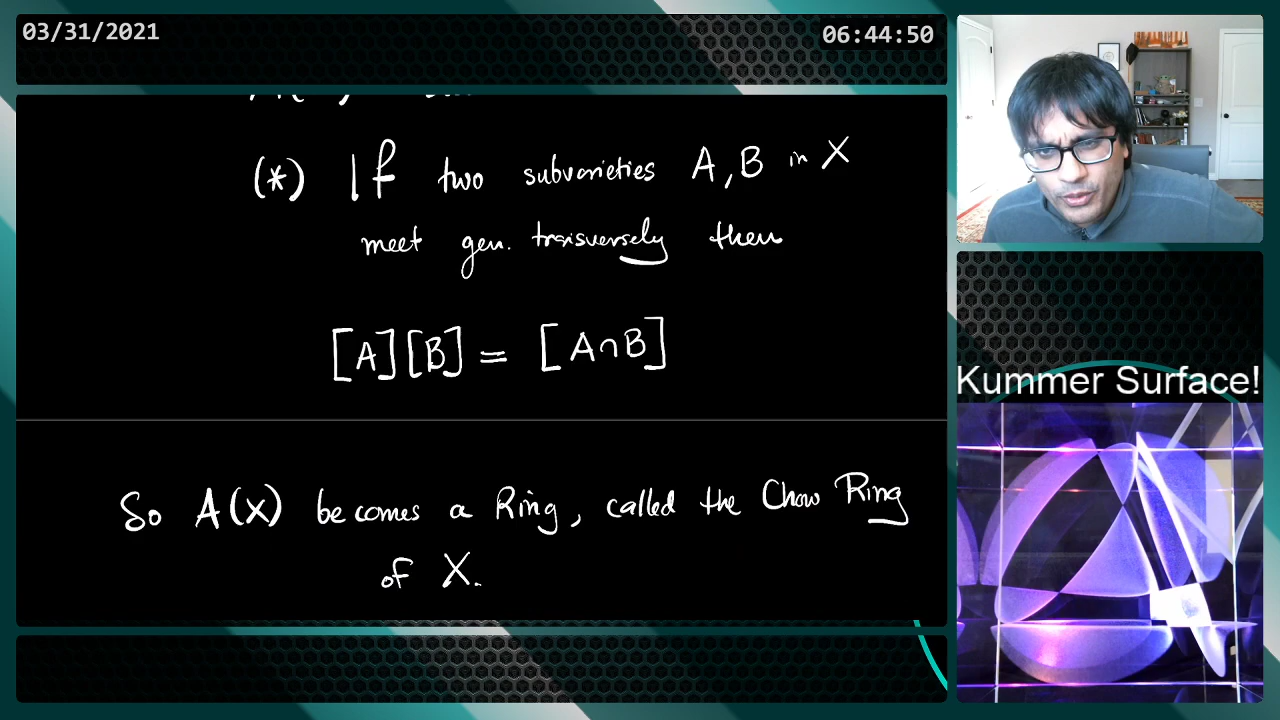 03/31/2021
06:44:50
(*) If two subvarieties A, B in X
meet gen. transversely then
[A][B] = [A∩B]
So A(X) becomes a Ring, called the Chow Ring
of X.
Kummer Surface!